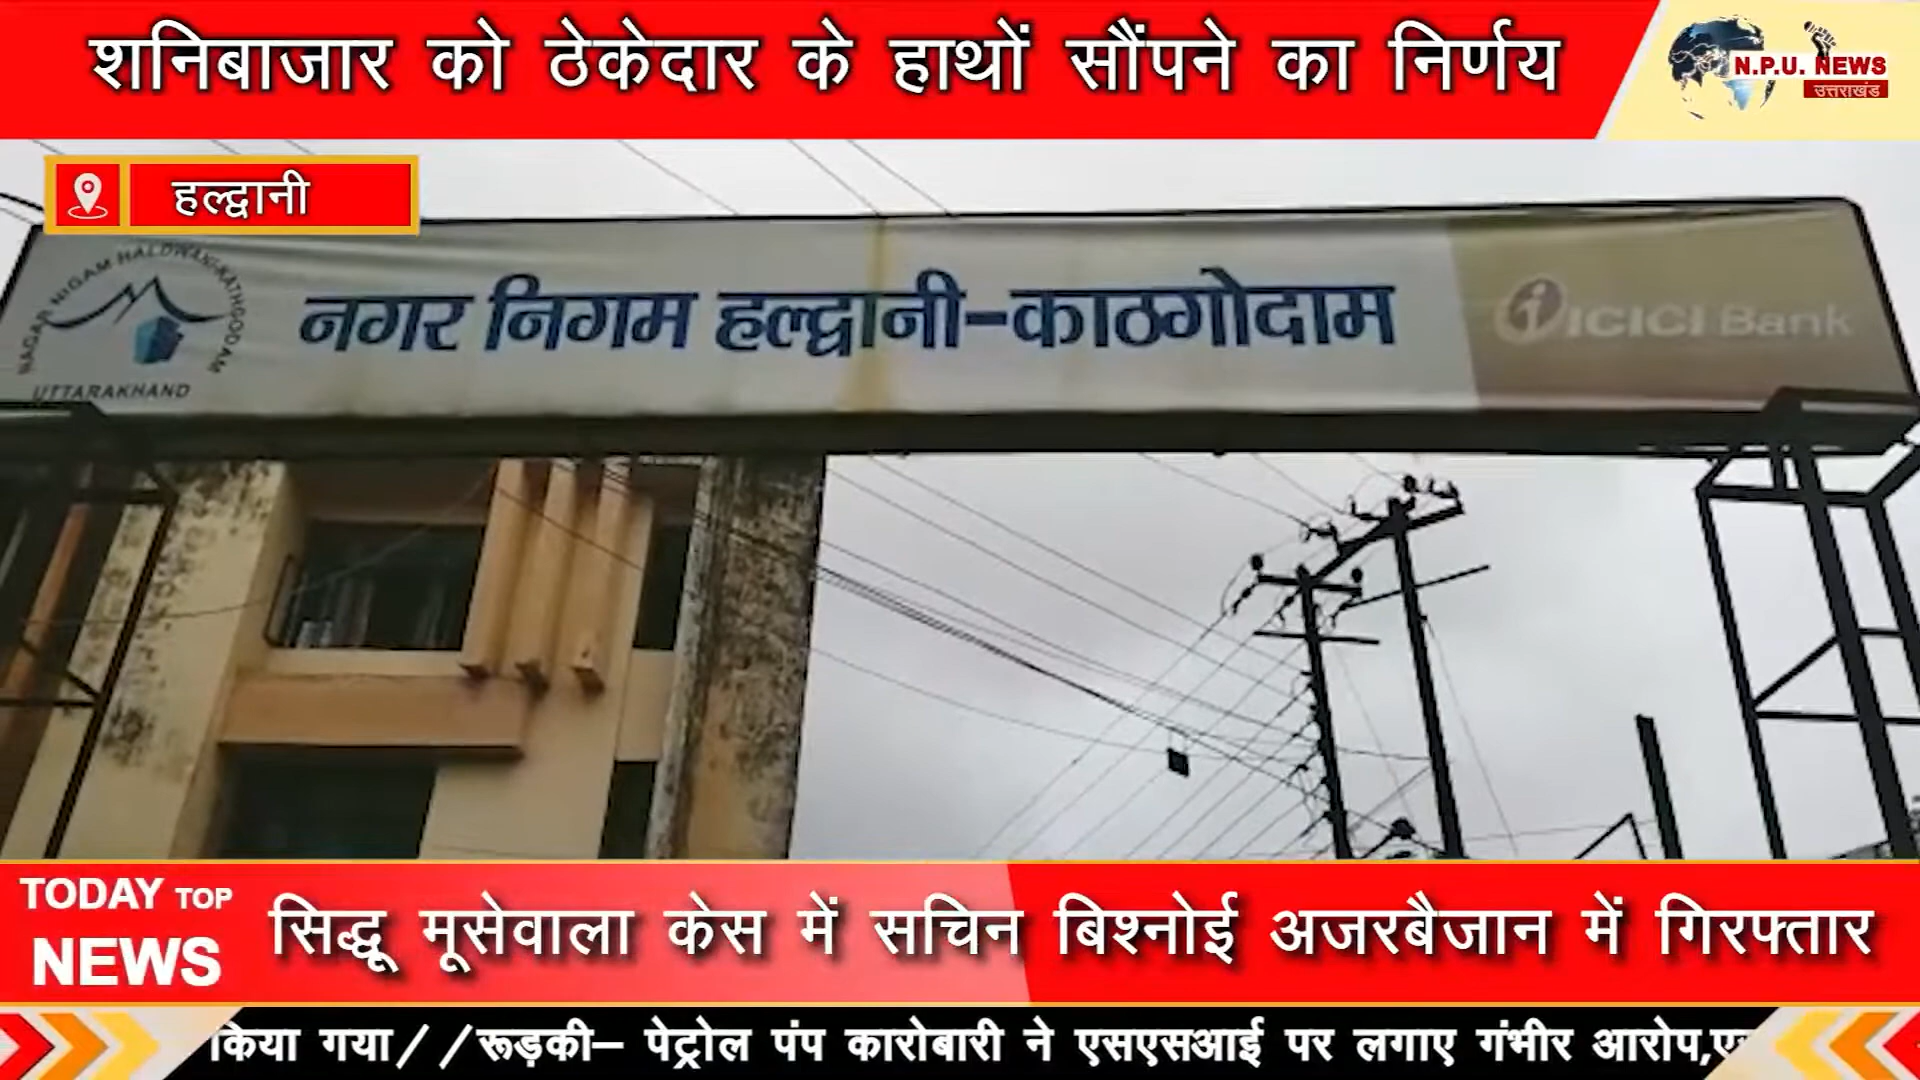 शनिबाजार को ठेकेदार के हाथों सौंपने का निर्णय
N.P.U. NEWS
उत्तराखंड
हल्द्वानी
NAGAR NIGAM HALDWANI-KATHGODAM
UTTARAKHAND
नगर निगम हल्द्वानी-काठगोदाम
ICICI Bank
TODAY TOP
NEWS
सिद्धू मूसेवाला केस में सचिन बिश्नोई अजरबैजान में गिरफ्तार
किया गया//रूड़की– पेट्रोल पंप कारोबारी ने एसएसआई पर लगाए गंभीर आरोप,